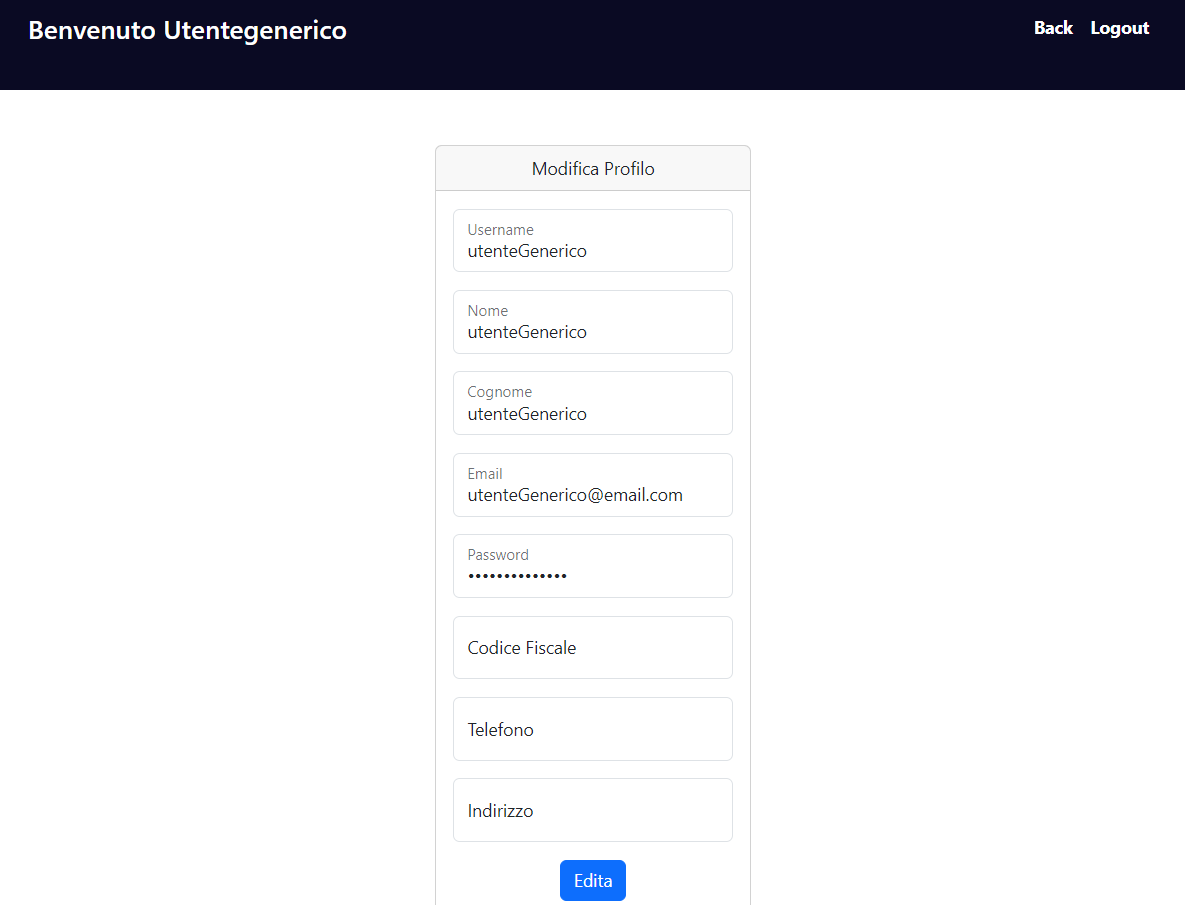 Benvenuto Utentegenerico
Back Logout
Modifica Profilo
Username
utenteGenerico
Nome
utenteGenerico
Cognome
utenteGenerico
Email
utenteGenerico@email.com
Password
••••••••••••••
Codice Fiscale
Telefono
Indirizzo
Edita